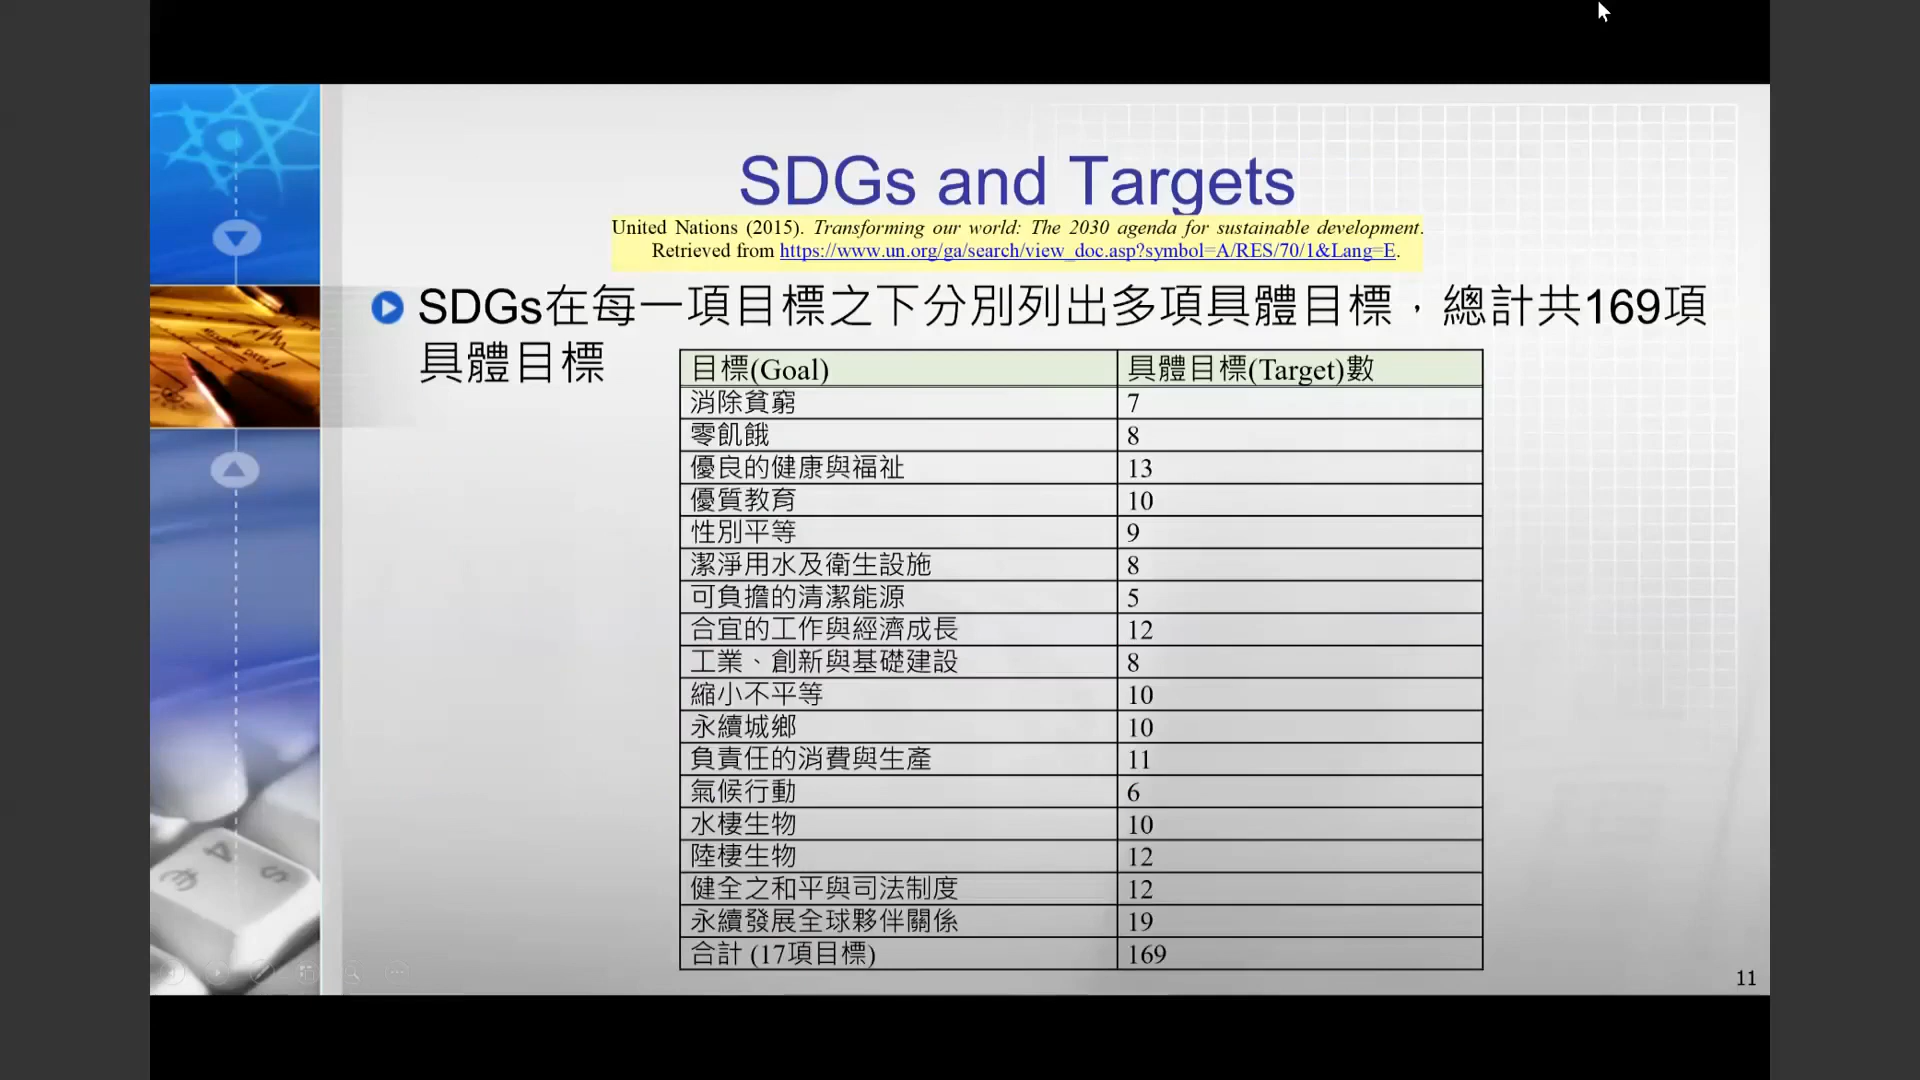 SDGs and Targets
United Nations (2015). Transforming our world: The 2030 agenda for sustainable development.
Retrieved from https://www.un.org/ga/search/view_doc.asp?symbol=A/RES/70/1&Lang=E.
SDGs在每一項目標之下分別列出多項具體目標，總計共169項
具體目標
目標(Goal) 具體目標(Target)數
消除貧窮 7
零飢餓 8
優良的健康與福祉 13
優質教育 10
性別平等 9
潔淨用水及衛生設施 8
可負擔的清潔能源 5
合宜的工作與經濟成長 12
工業、創新與基礎建設 8
縮小不平等 10
永續城鄉 10
負責任的消費與生產 11
氣候行動 6
水棲生物 10
陸棲生物 12
健全之和平與司法制度 12
永續發展全球夥伴關係 19
合計 (17項目標) 169
11